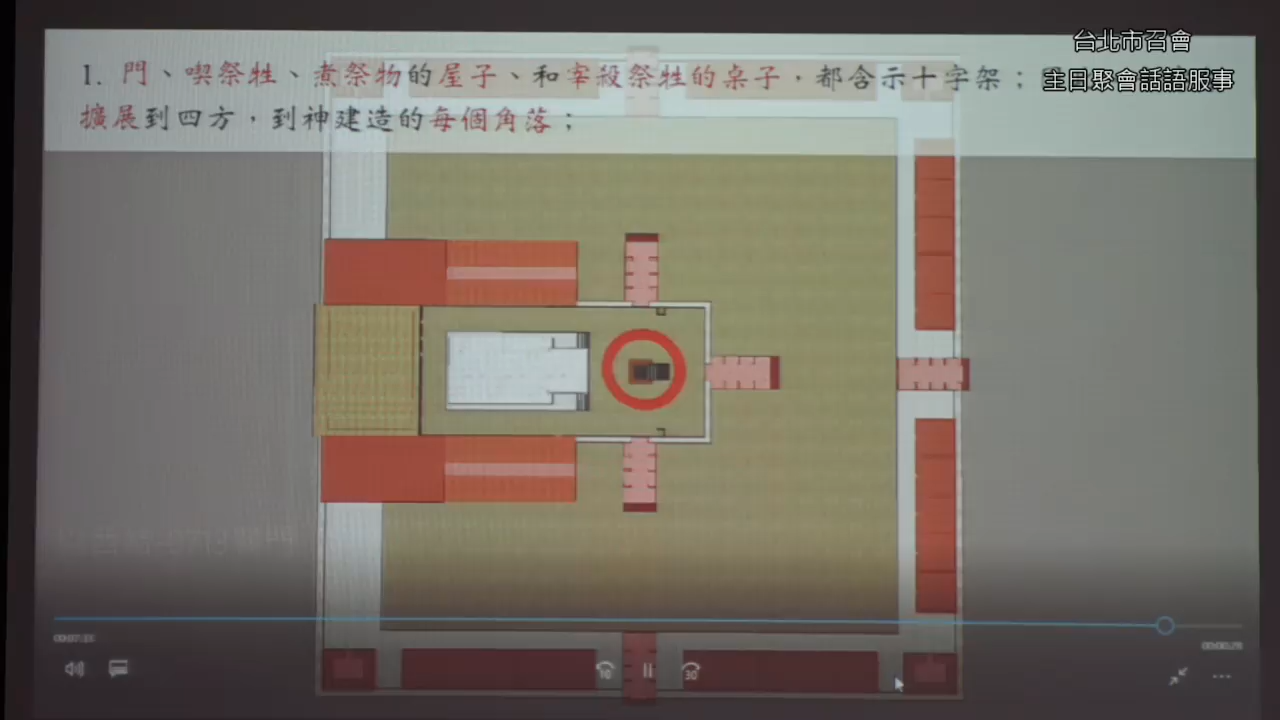 台北市召會
1. 門、喫祭牲、煮祭物的屋子、和宰殺祭牲的桌子，都含示十字架；
主日聚會話語服事
擴展到四方，到神建造的每個角落；
10
30